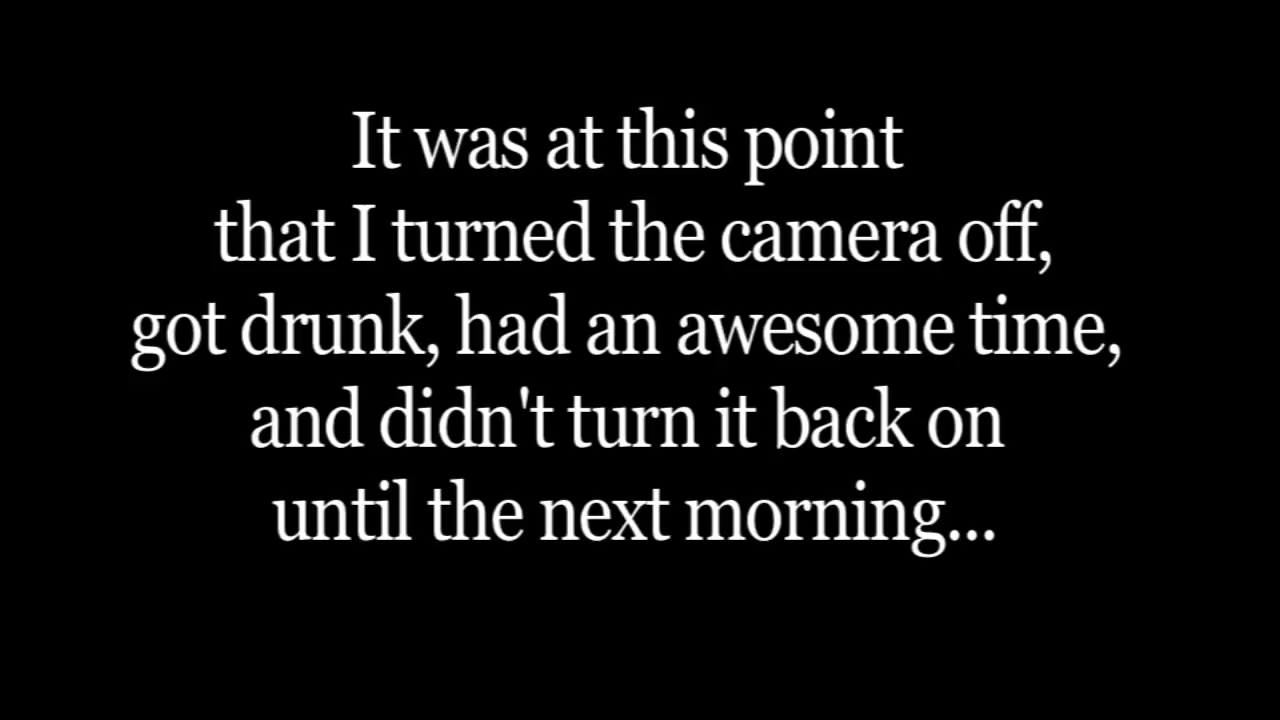 It was at this point
that I turned the camera off,
got drunk, had an awesome time,
and didn't turn it back on
until the next morning...